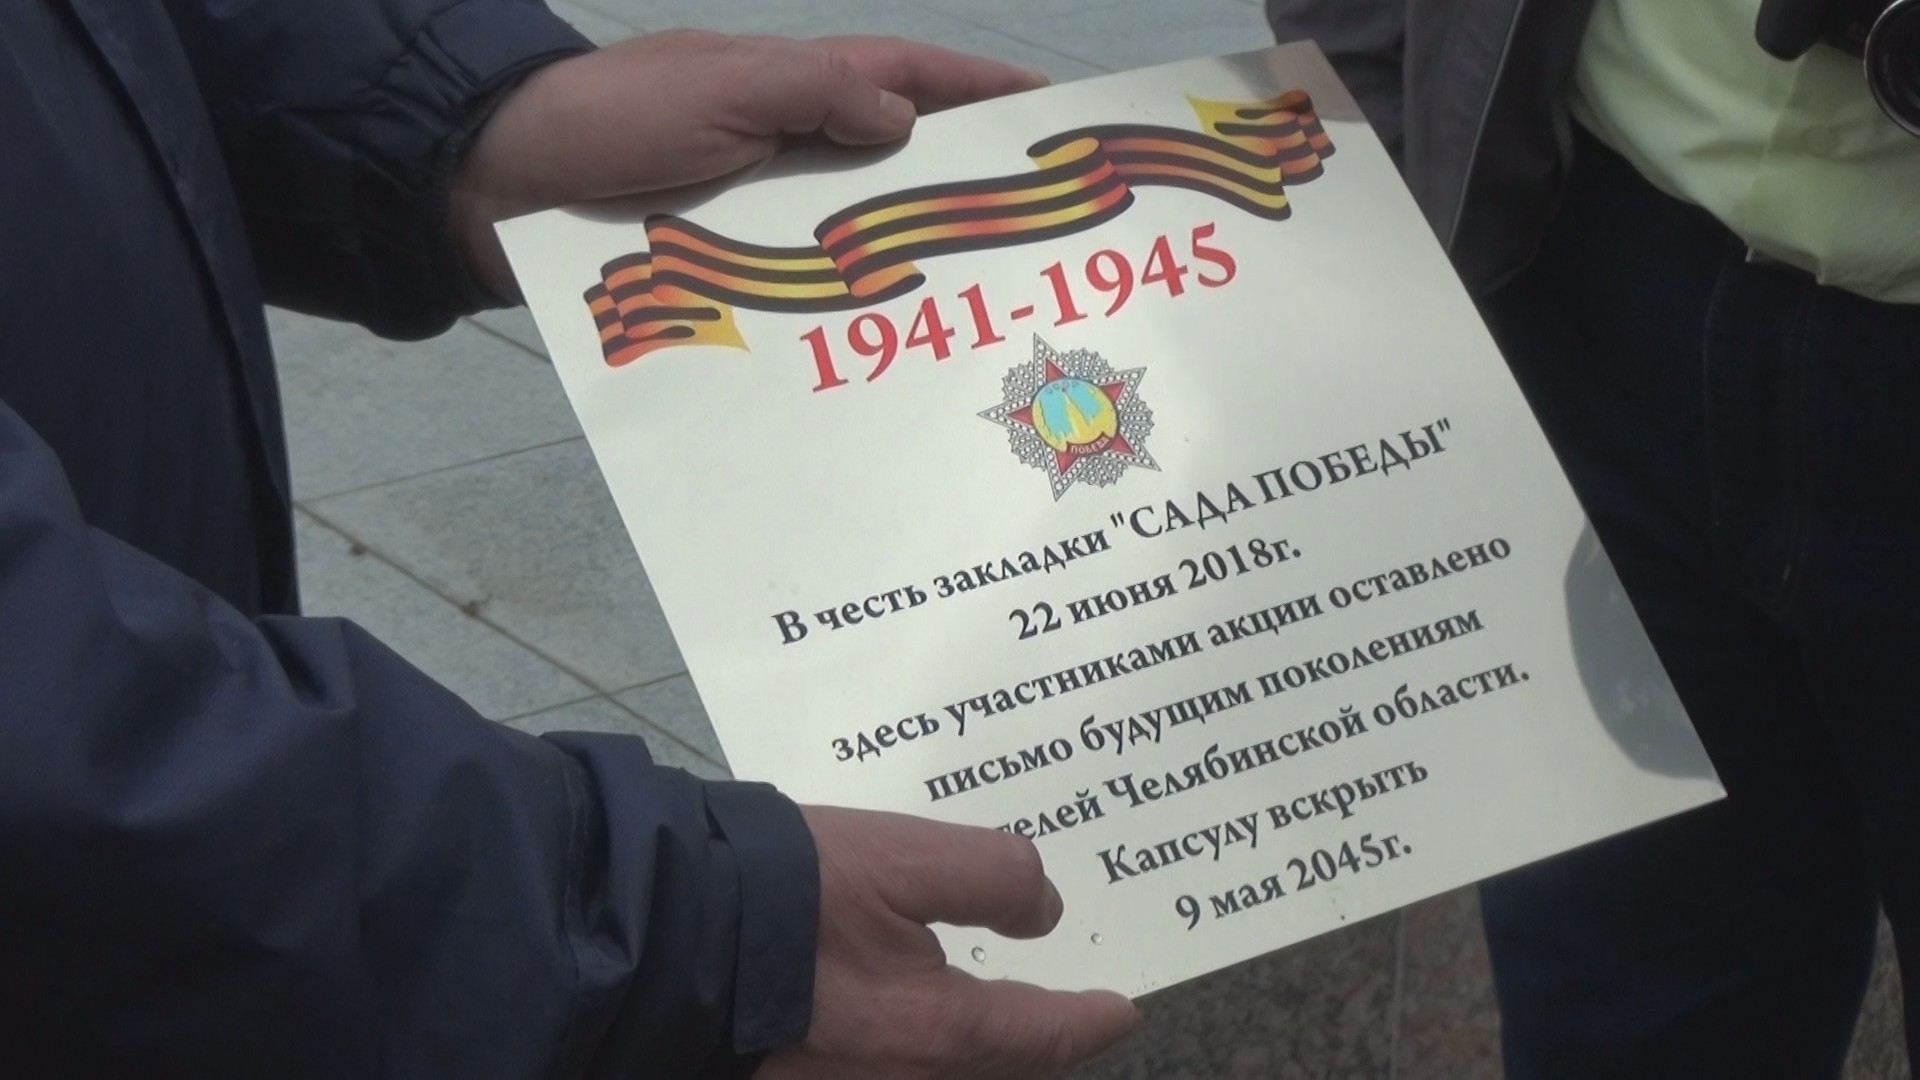 1941-1945
СССР
ПОБЕДА
В честь закладки "САДА ПОБЕДЫ"
22 июня 2018г.
здесь участниками акции оставлено
письмо будущим поколениям
Челябинской области.
Капсулу вскрыть
9 мая 2045г.